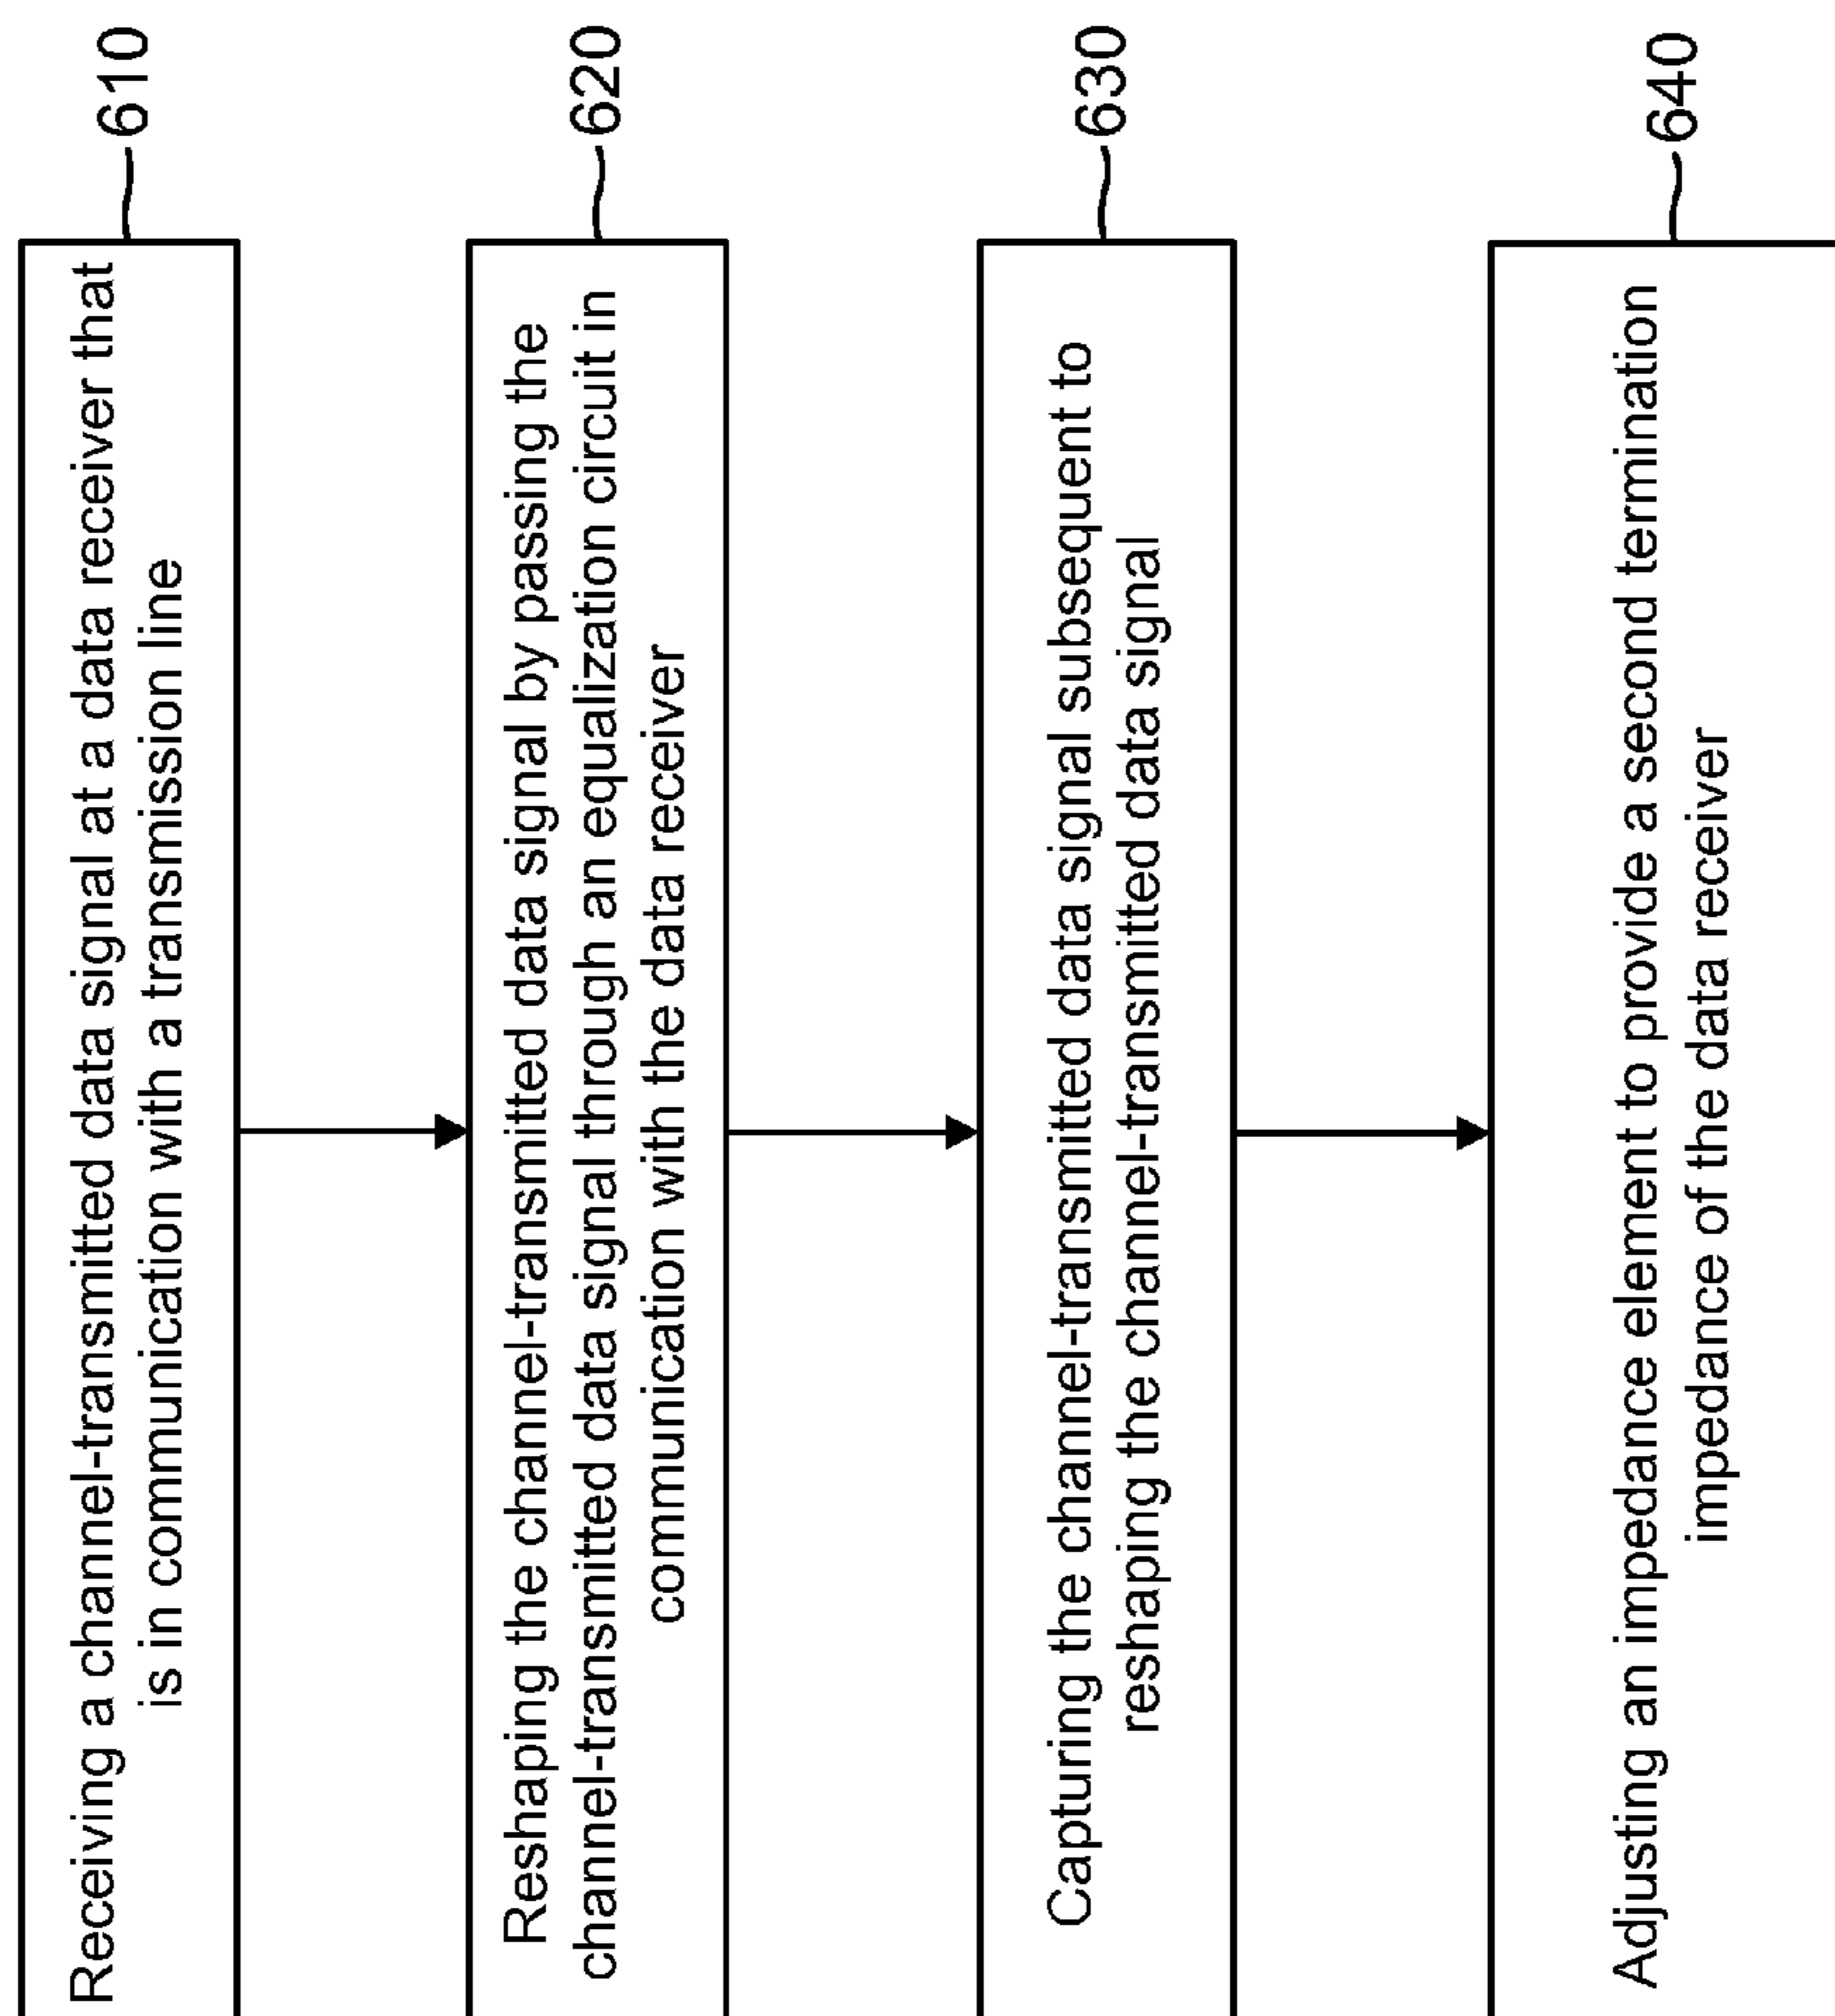 Receiving a channel-transmitted data signal at a data receiver that
is in communication with a transmission line
610
Reshaping the channel-transmitted data signal by passing the
channel-transmitted data signal through an equalization circuit in
communication with the data receiver
620
Capturing the channel-transmitted data signal subsequent to
reshaping the channel-transmitted data signal
630
Adjusting an impedance element to provide a second termination
impedance of the data receiver
640